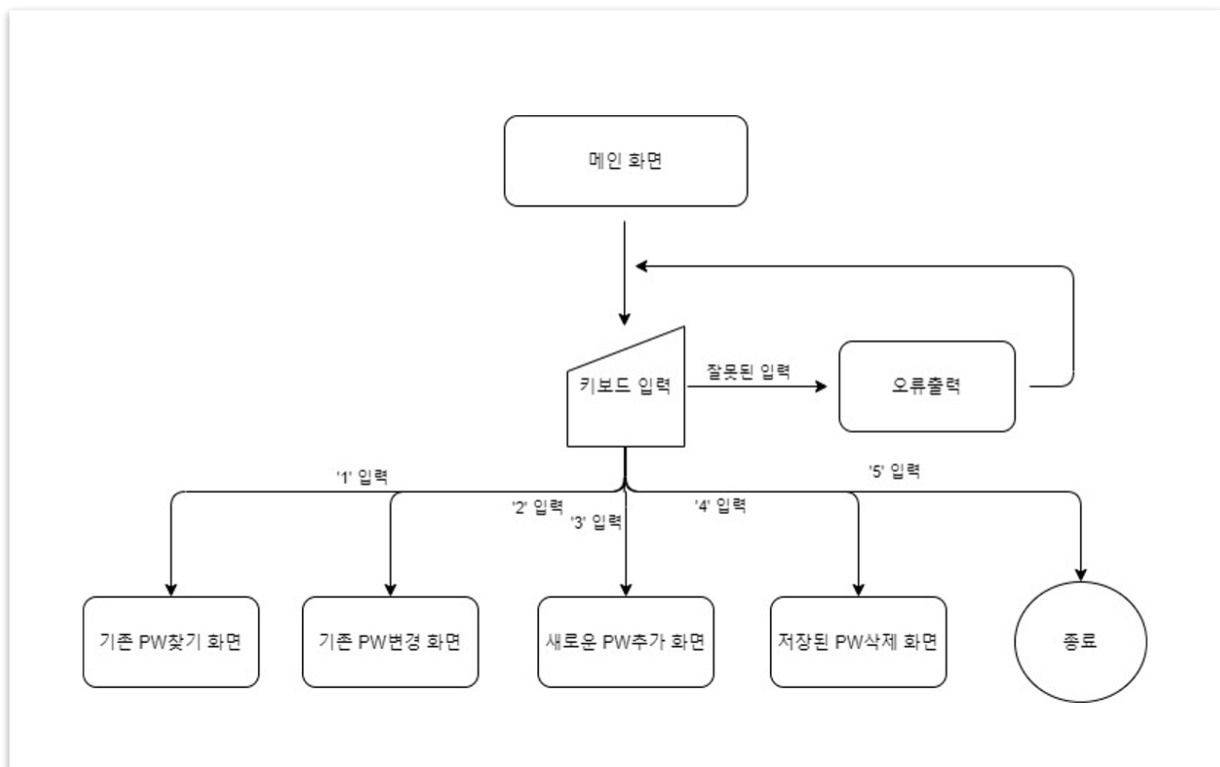 메인 화면
키보드 입력
잘못된 입력
오류출력
'1' 입력
'2' 입력
'3' 입력
'4' 입력
'5' 입력
기존 PW찾기 화면
기존 PW변경 화면
새로운 PW추가 화면
저장된 PW삭제 화면
종료